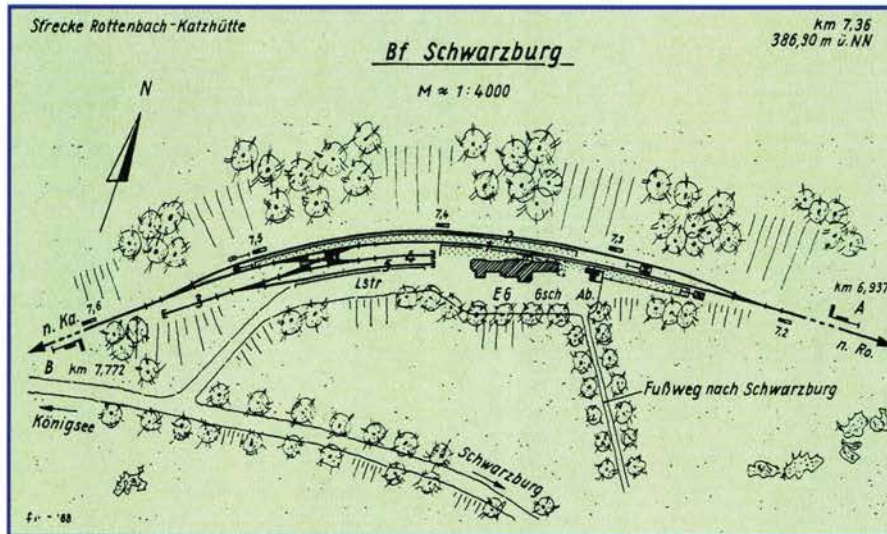 Strecke Rottenbach-Katzhütte
km 7,36
386,90 m ü. NN
Bf Schwarzburg
M ≈ 1:4000
N
7,4
2
7,5
7,3
1
4
5
3
7,6
Lstr
EG
Gsch
Ab.
km 6,937
A
7,2
n. Ro.
n. Ka.
B
km 7,772
Fußweg nach Schwarzburg
Königsee
Schwarzburg